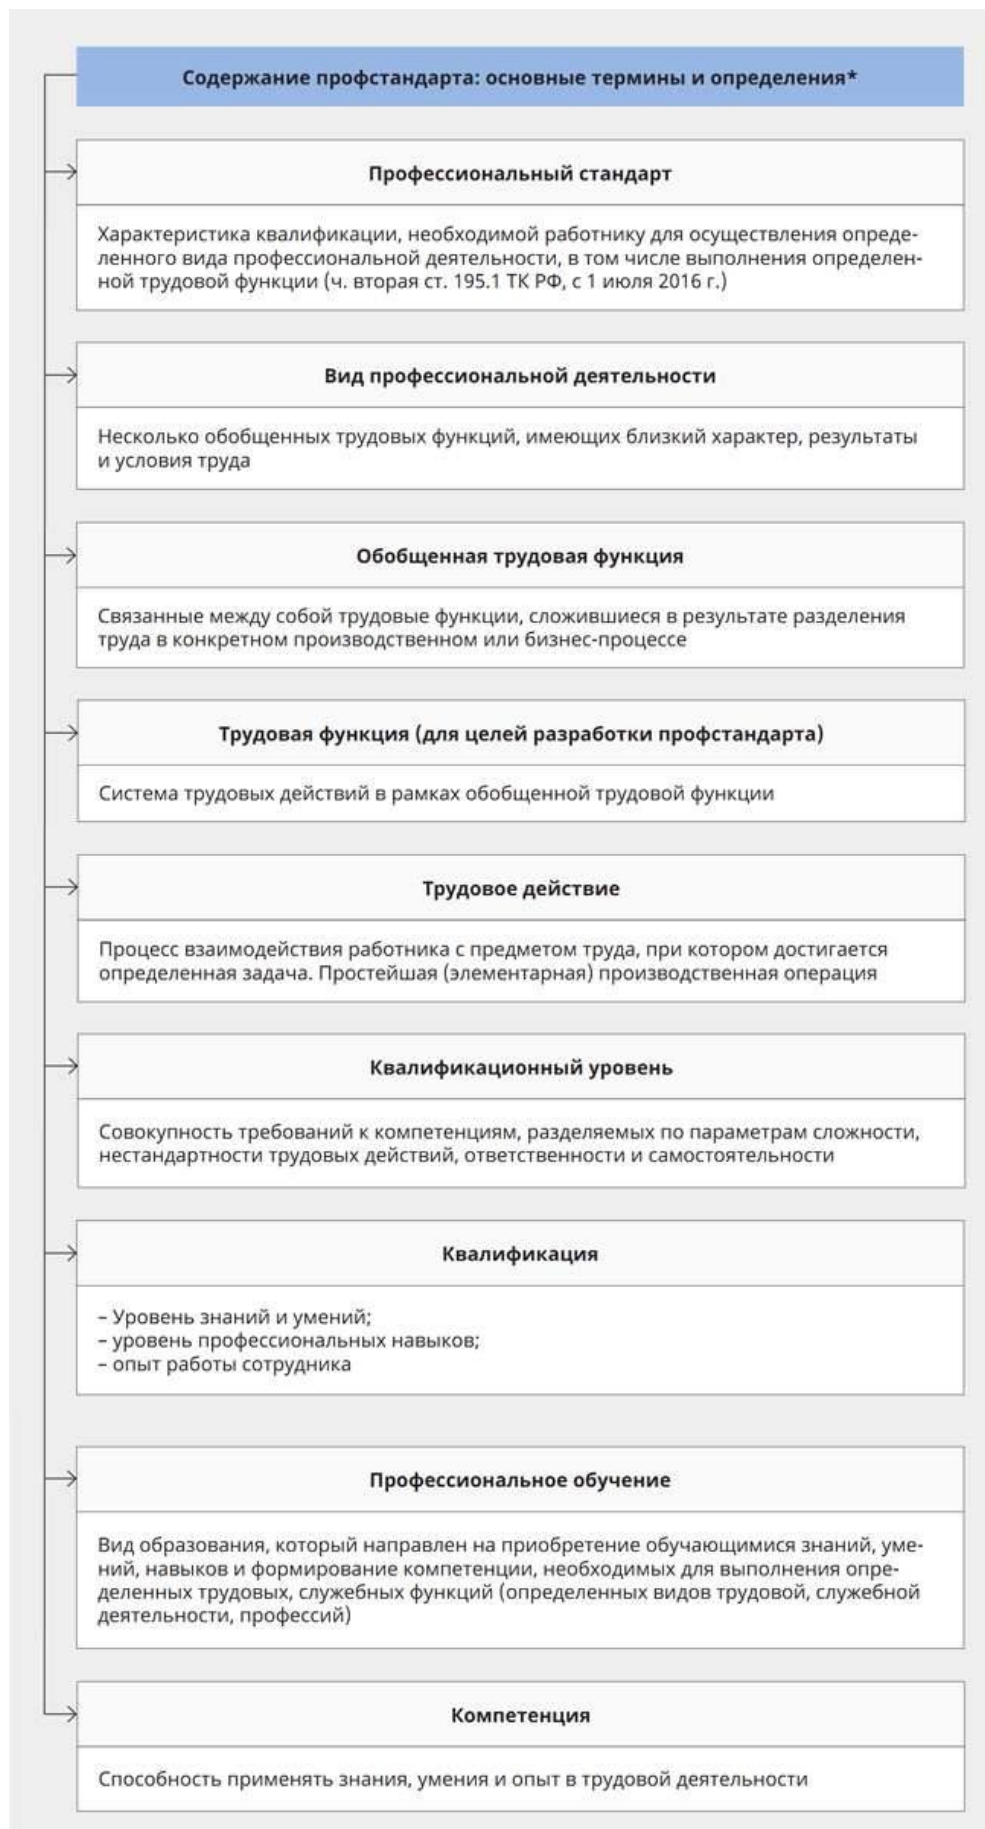 Содержание профстандарта: основные термины и определения*
Профессиональный стандарт
Характеристика квалификации, необходимой работнику для осуществления опреде-
ленного вида профессиональной деятельности, в том числе выполнения определен-
ной трудовой функции (ч. вторая ст. 195.1 ТК РФ, с 1 июля 2016 г.)
Вид профессиональной деятельности
Несколько обобщенных трудовых функций, имеющих близкий характер, результаты
и условия труда
Обобщенная трудовая функция
Связанные между собой трудовые функции, сложившиеся в результате разделения
труда в конкретном производственном или бизнес-процессе
Трудовая функция (для целей разработки профстандарта)
Система трудовых действий в рамках обобщенной трудовой функции
Трудовое действие
Процесс взаимодействия работника с предметом труда, при котором достигается
определенная задача. Простейшая (элементарная) производственная операция
Квалификационный уровень
Совокупность требований к компетенциям, разделяемых по параметрам сложности,
нестандартности трудовых действий, ответственности и самостоятельности
Квалификация
– Уровень знаний и умений;
– уровень профессиональных навыков;
– опыт работы сотрудника
Профессиональное обучение
Вид образования, который направлен на приобретение обучающимися знаний, уме-
ний, навыков и формирование компетенции, необходимых для выполнения опре-
деленных трудовых, служебных функций (определенных видов трудовой, служебной
деятельности, профессий)
Компетенция
Способность применять знания, умения и опыт в трудовой деятельности